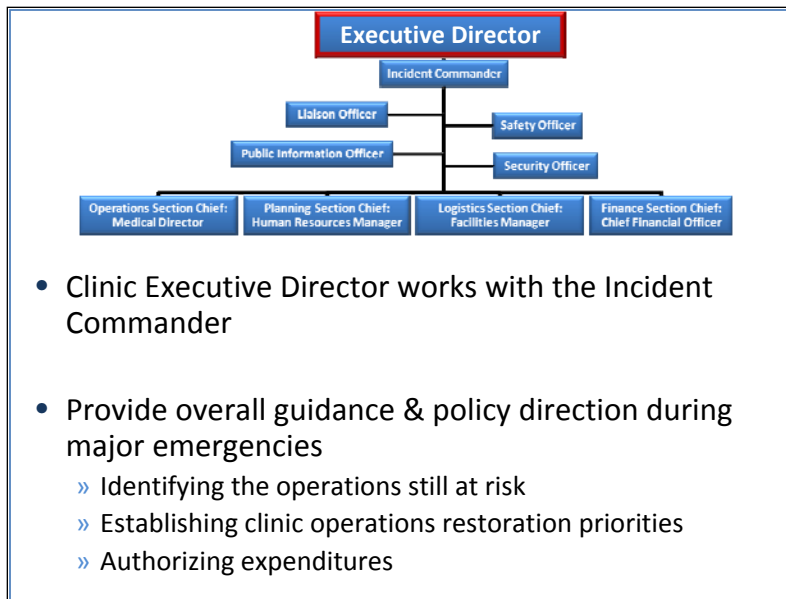 Executive Director
Incident Commander
Liaison Officer
Safety Officer
Public Information Officer
Security Officer
Operations Section Chief:
Medical Director
Planning Section Chief:
Human Resources Manager
Logistics Section Chief:
Facilities Manager
Finance Section Chief:
Chief Financial Officer
• Clinic Executive Director works with the Incident
Commander
• Provide overall guidance & policy direction during
major emergencies
» Identifying the operations still at risk
» Establishing clinic operations restoration priorities
» Authorizing expenditures